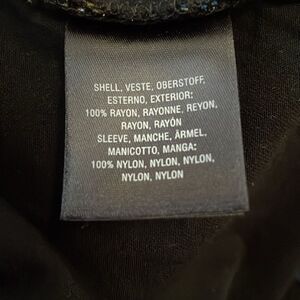 SHELL, VESTE, OBERSTOFF,
ESTERNO, EXTERIOR:
100% RAYON, RAYONNE, REYON,
RAYON, RAYÓN
SLEEVE, MANCHE, ÄRMEL,
MANICOTTO, MANGA:
100% NYLON, NYLON, NYLON,
NYLON, NYLON